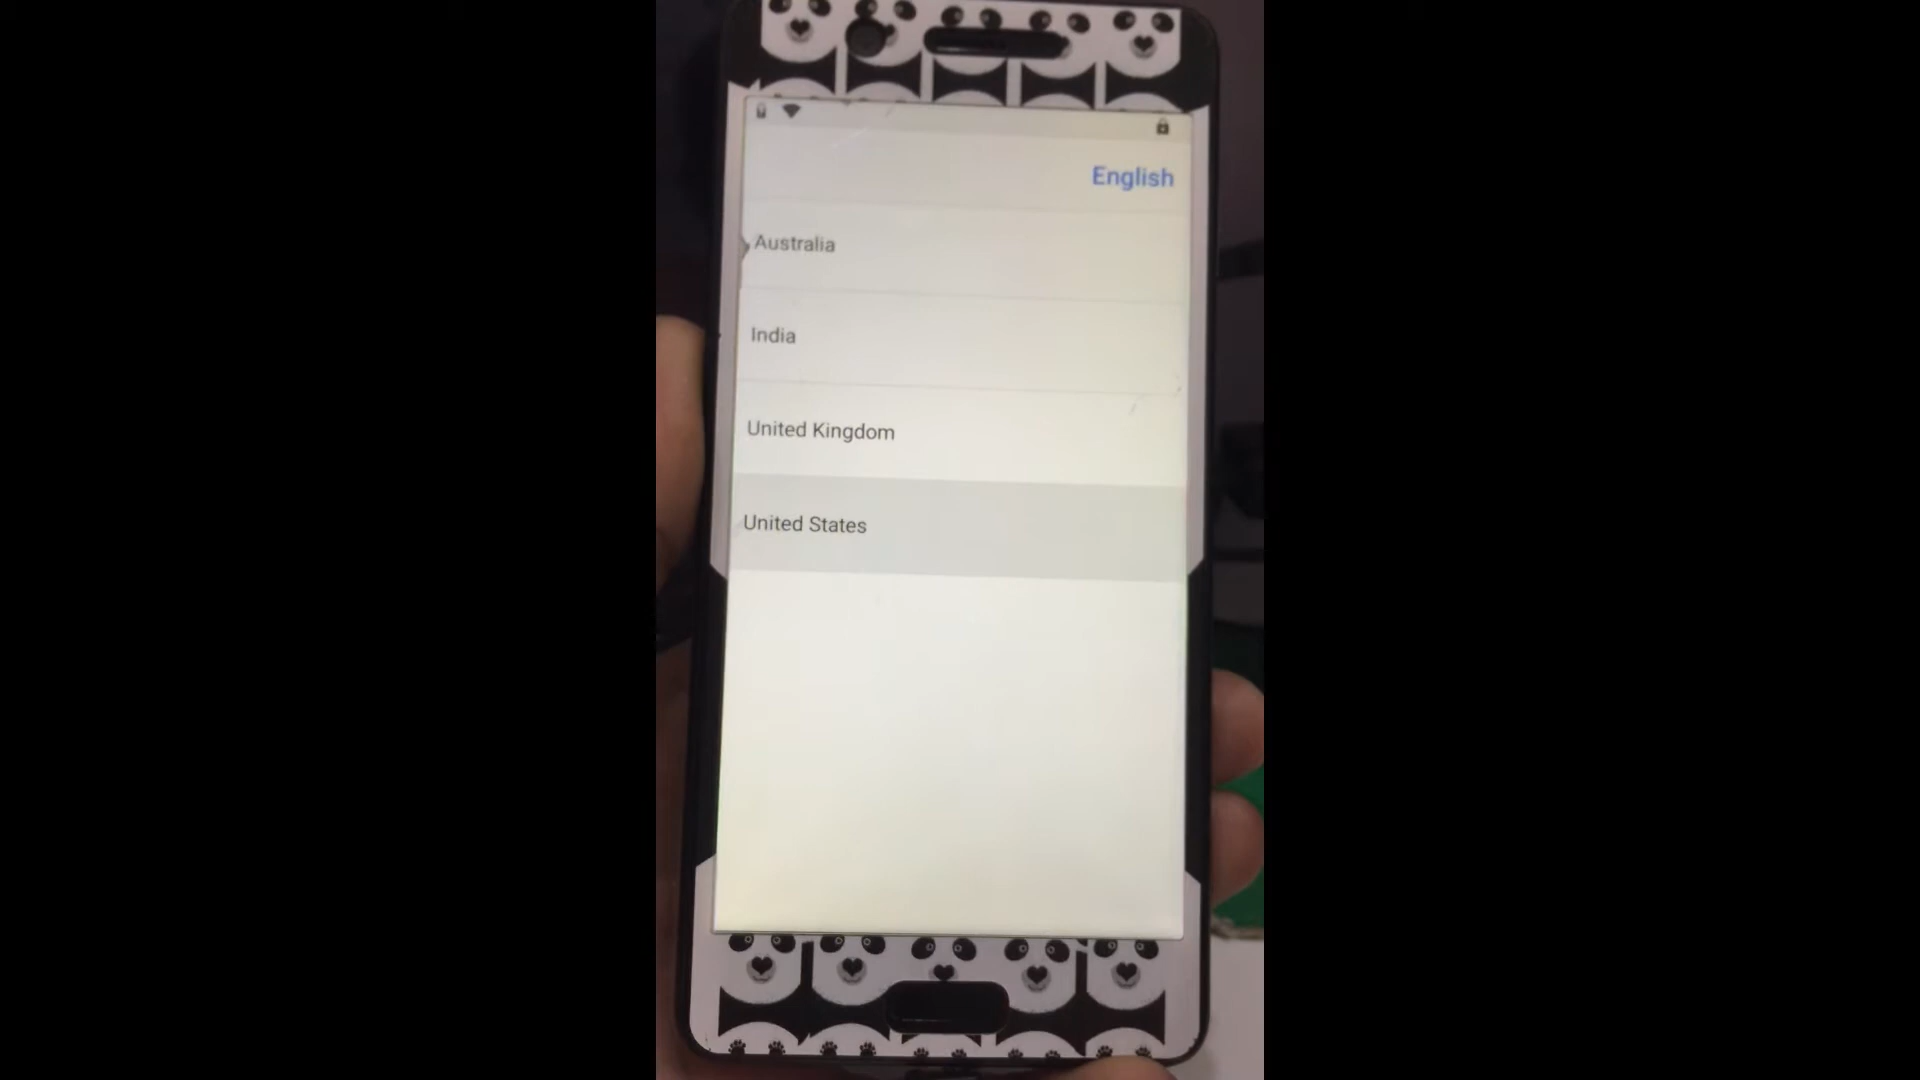 English
Australia
India
United Kingdom
United States